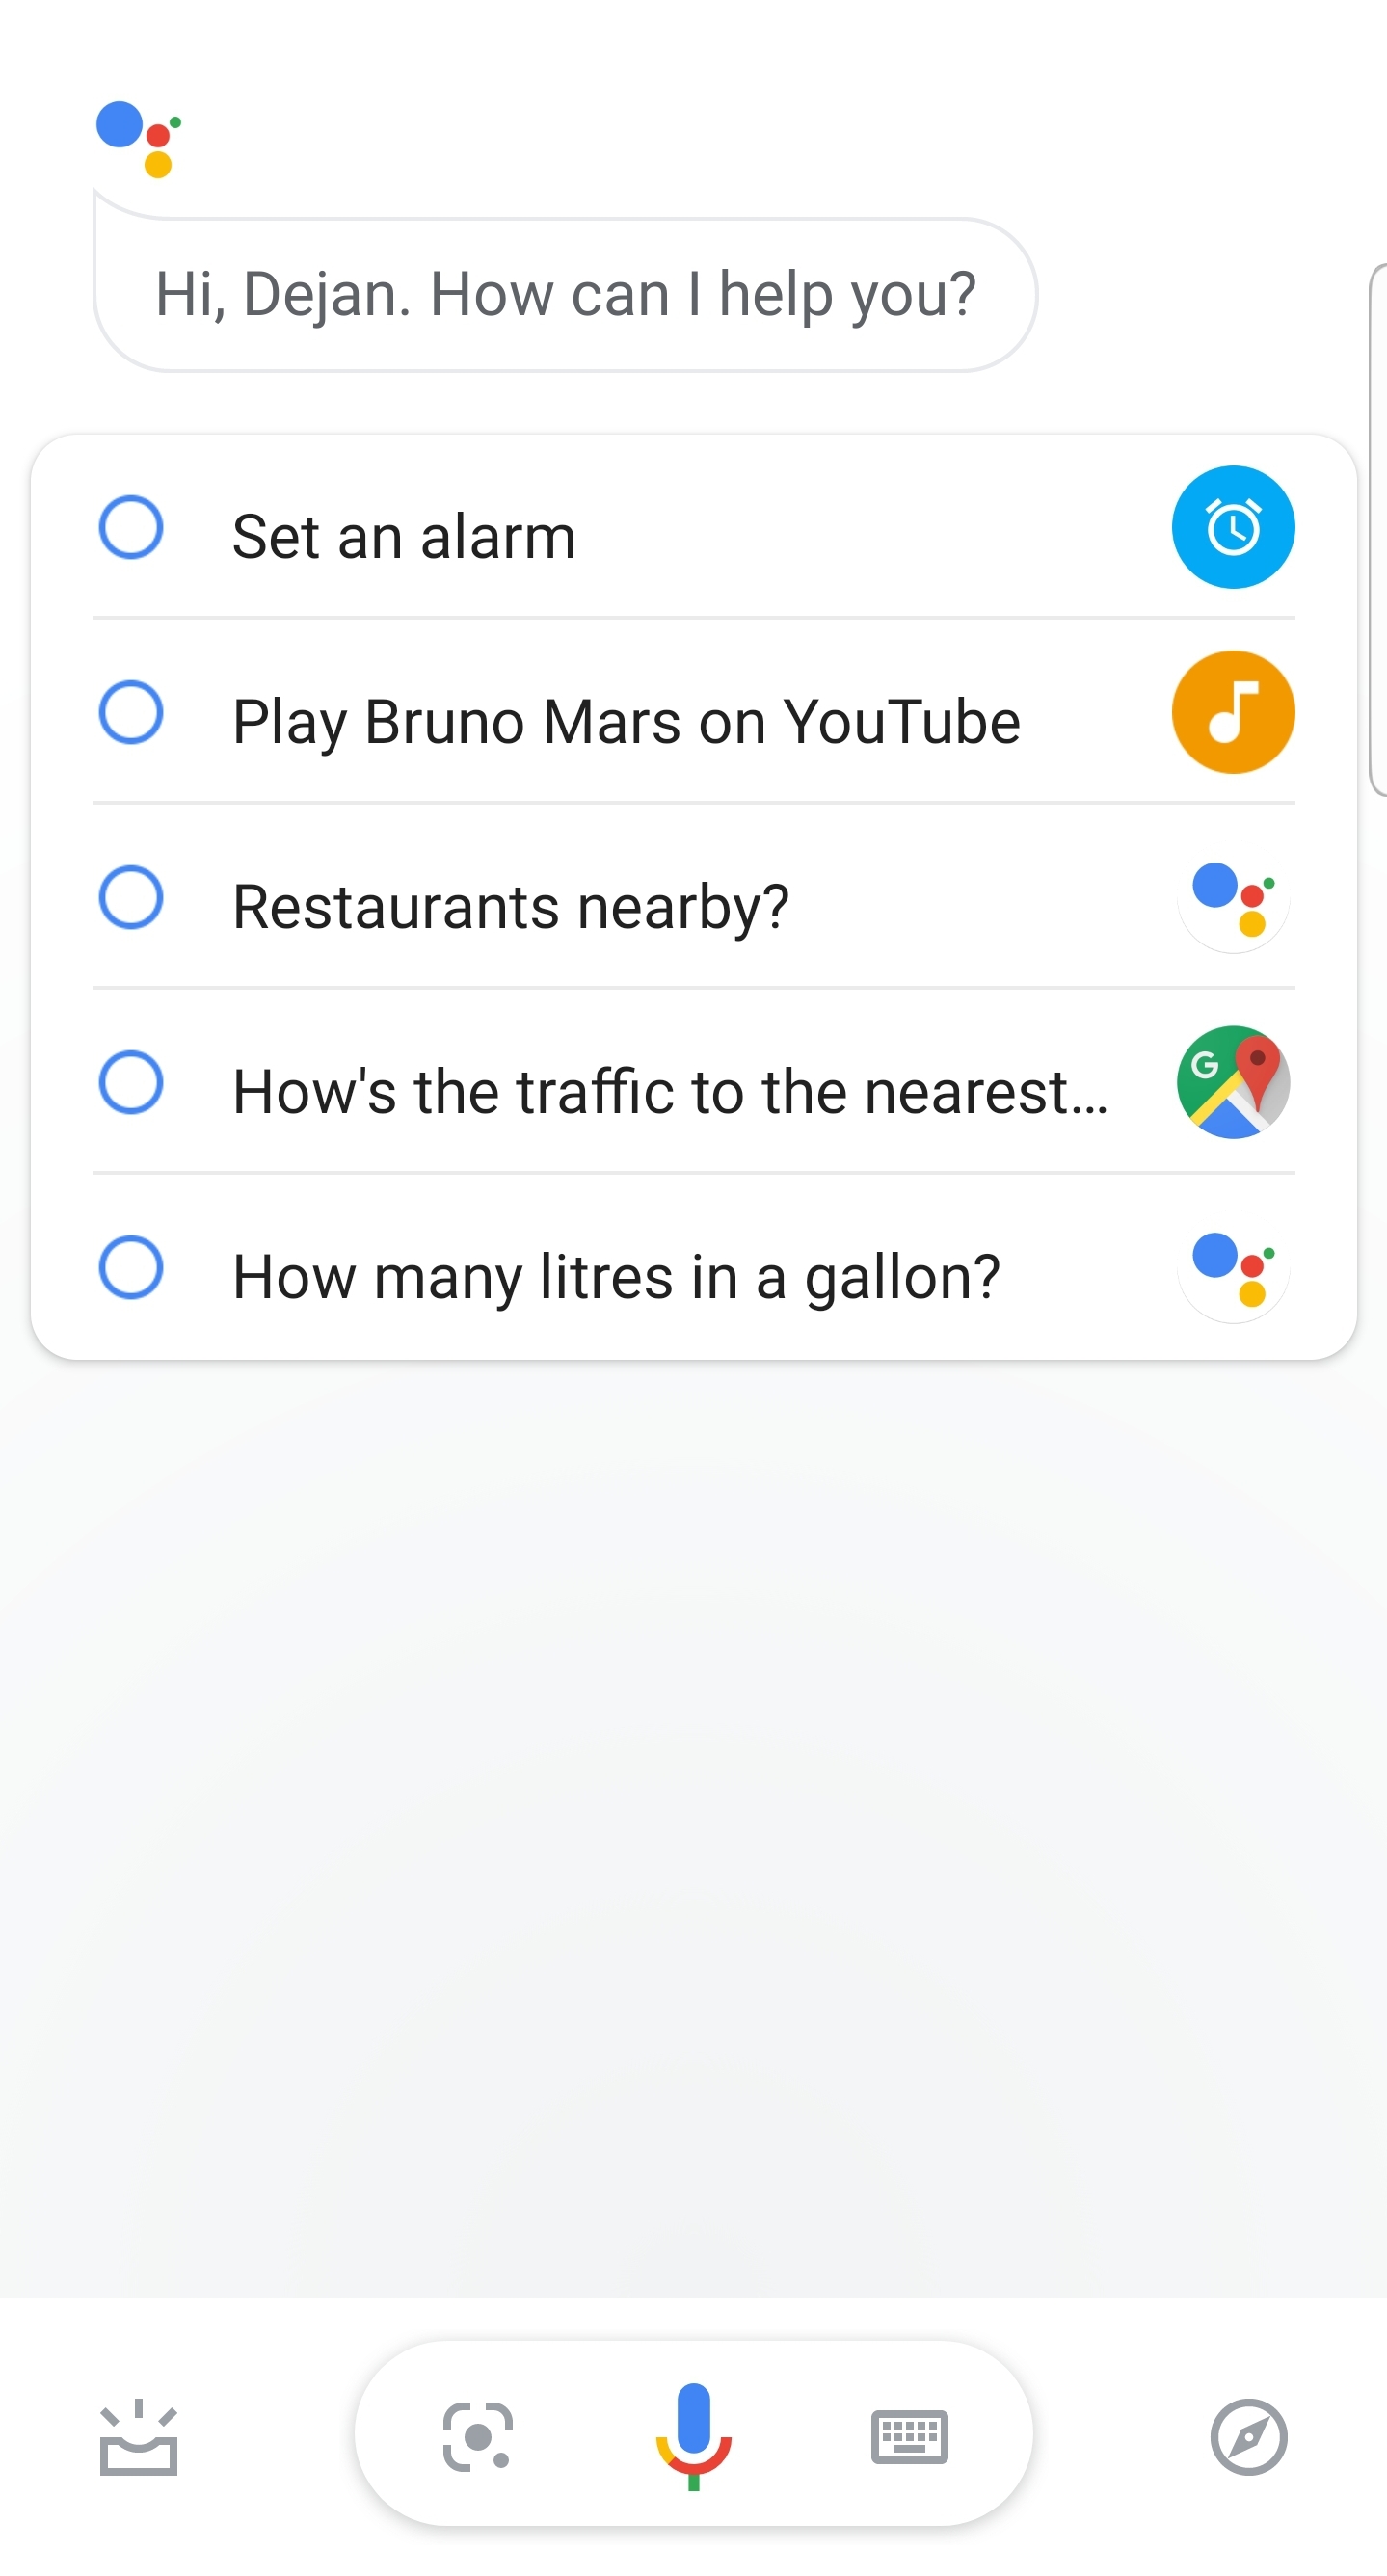 Hi, Dejan. How can I help you?
Set an alarm
Play Bruno Mars on YouTube
Restaurants nearby?
How's the traffic to the nearest...
How many litres in a gallon?